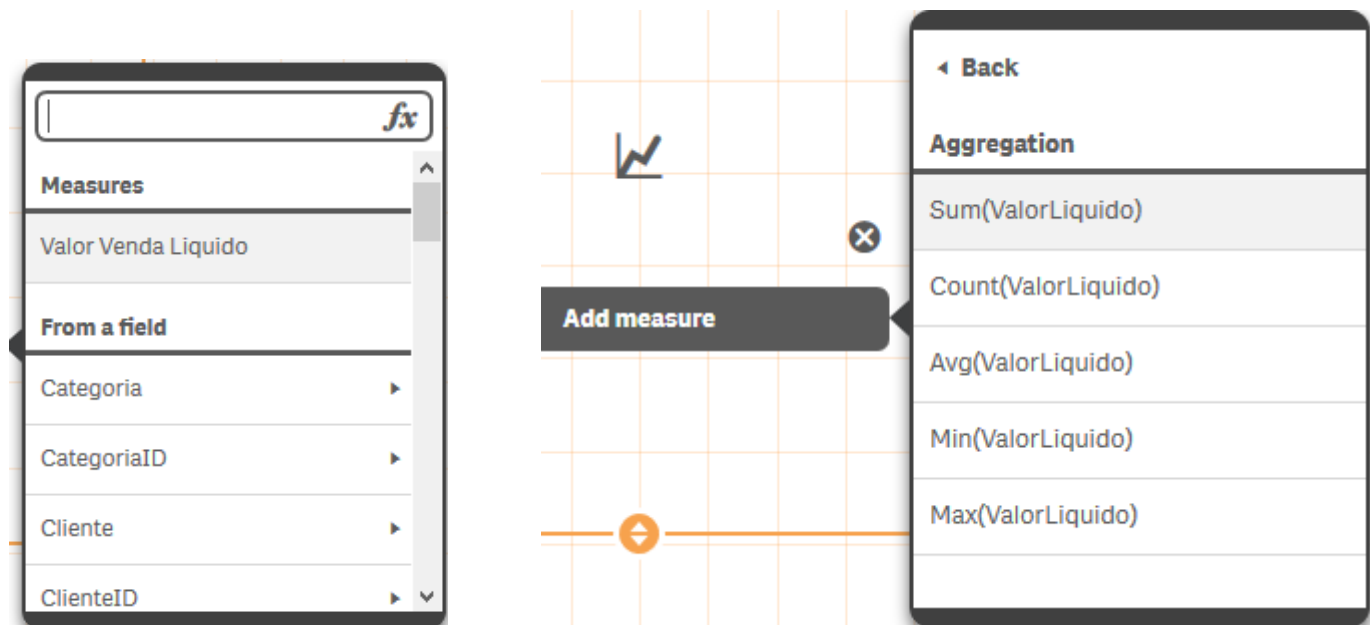 fx
Measures
Valor Venda Liquido
From a field
Categoria
CategoriaID
Cliente
ClienteID
Add measure
Back
Aggregation
Sum(ValorLiquido)
Count(ValorLiquido)
Avg(ValorLiquido)
Min(ValorLiquido)
Max(ValorLiquido)